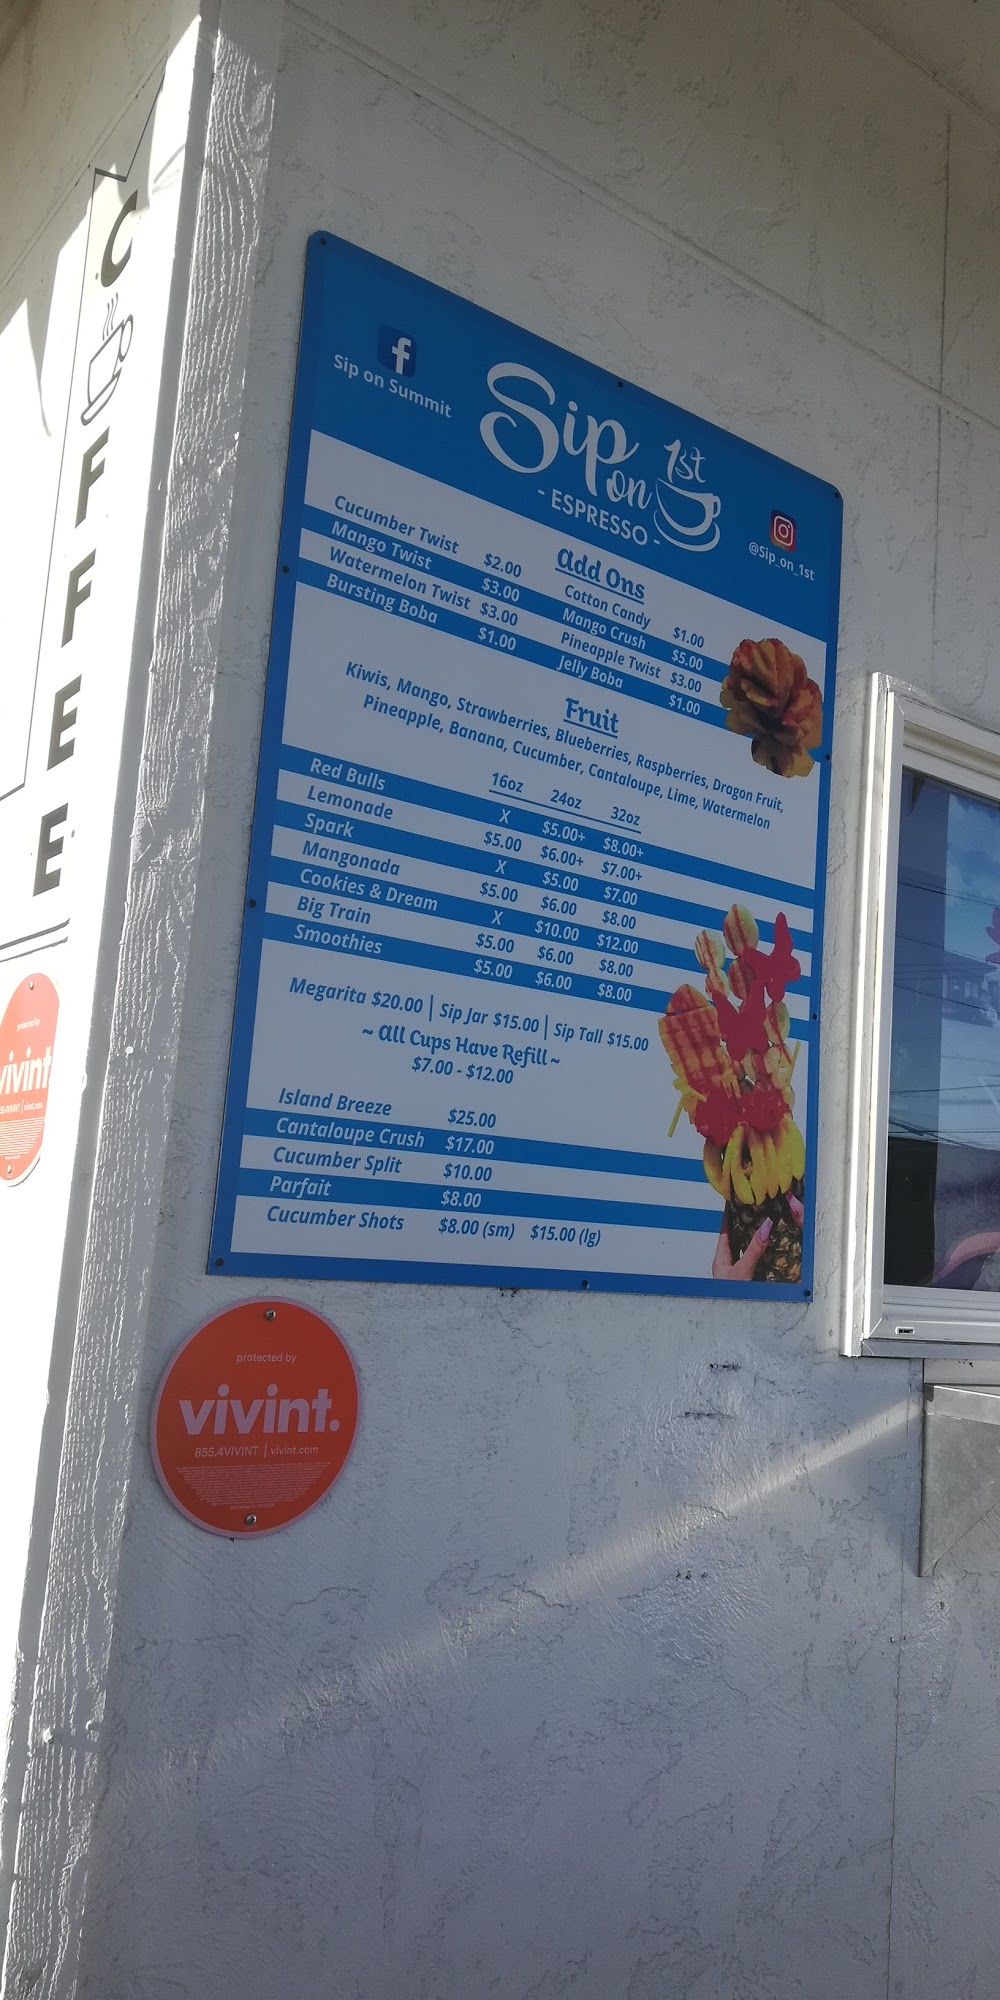 C FFEE
Sip on Summit
Sip on 1st
- ESPRESSO -
@Sip_on_1st
Add Ons
Cucumber Twist $2.00 Cotton Candy $1.00
Mango Twist $3.00 Mango Crush $5.00
Watermelon Twist $3.00 Pineapple Twist $3.00
Bursting Boba $1.00 Jelly Boba $1.00
Fruit
Kiwis, Mango, Strawberries, Blueberries, Raspberries, Dragon Fruit,
Pineapple, Banana, Cucumber, Cantaloupe, Lime, Watermelon
16oz 24oz 32oz
Red Bulls X $5.00+ $8.00+
Lemonade $5.00 $6.00+ $7.00+
Spark X $5.00 $7.00
Mangonada $5.00 $6.00 $8.00
Cookies & Dream X $10.00 $12.00
Big Train $5.00 $6.00 $8.00
Smoothies $5.00 $6.00 $8.00
Megarita $20.00 | Sip Jar $15.00 | Sip Tall $15.00
~ All Cups Have Refill ~
$7.00 - $12.00
Island Breeze $25.00
Cantaloupe Crush $17.00
Cucumber Split $10.00
Parfait $8.00
Cucumber Shots $8.00 (sm) $15.00 (lg)
protected by
vivint.
855.4VIVINT | vivint.com
protected by
vivint
855.4VIVINT | vivint.com